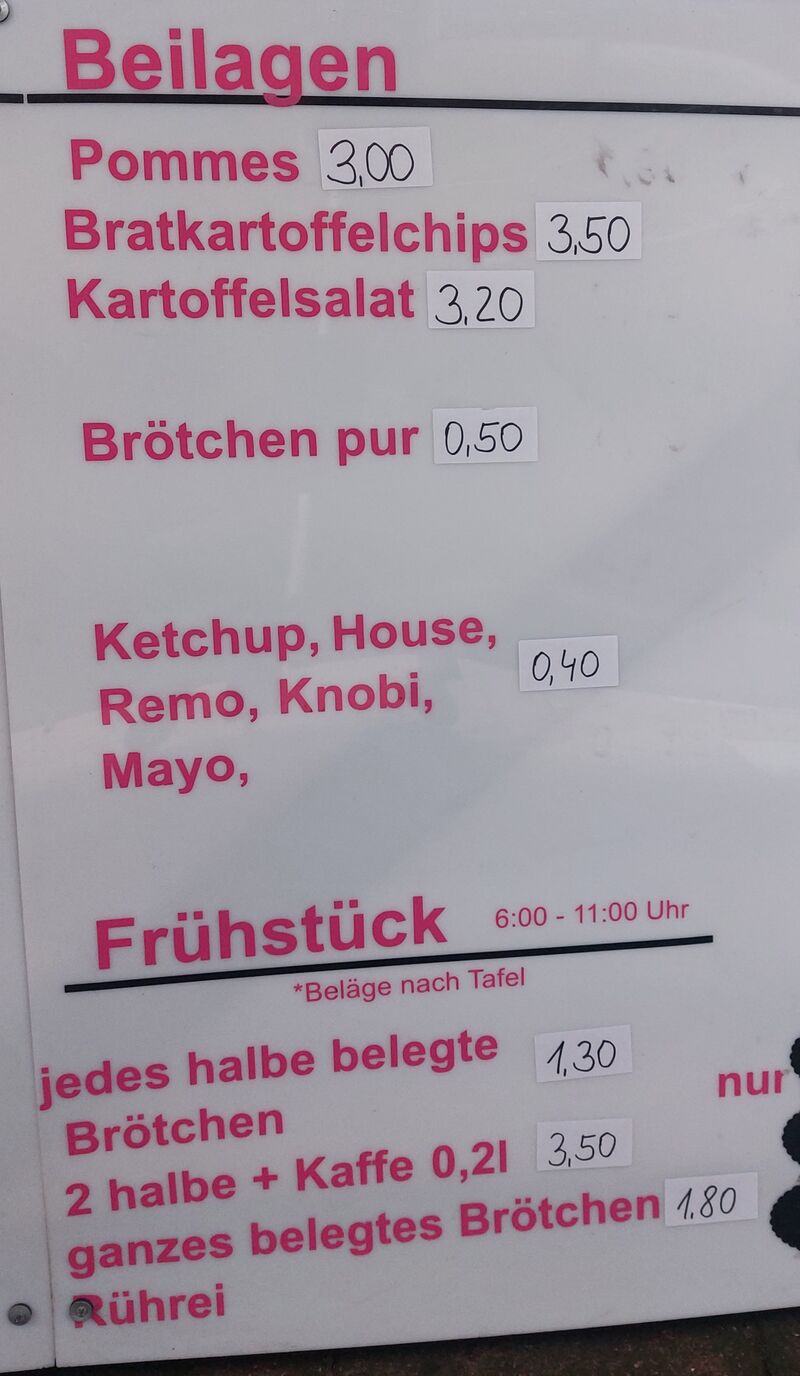 Beilagen
Pommes 3,00
Bratkartoffelchips 3,50
Kartoffelsalat 3,20
Brötchen pur 0,50
Ketchup, House,
Remo, Knobi, 0,40
Mayo,
Frühstück 6:00 - 11:00 Uhr
*Beläge nach Tafel
jedes halbe belegte 1,30
Brötchen
nur
2 halbe + Kaffe 0,2l 3,50
ganzes belegtes Brötchen 1.80
Rührei